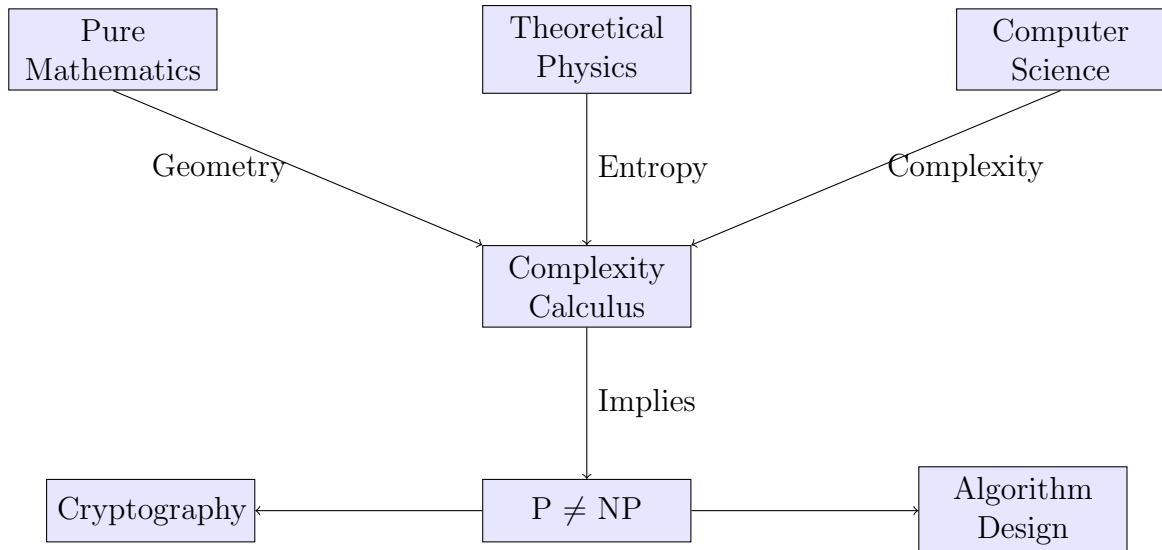 Pure
Mathematics
Theoretical
Physics
Computer
Science
Geometry
Entropy
Complexity
Complexity
Calculus
Implies
Cryptography
P ≠ NP
Algorithm
Design